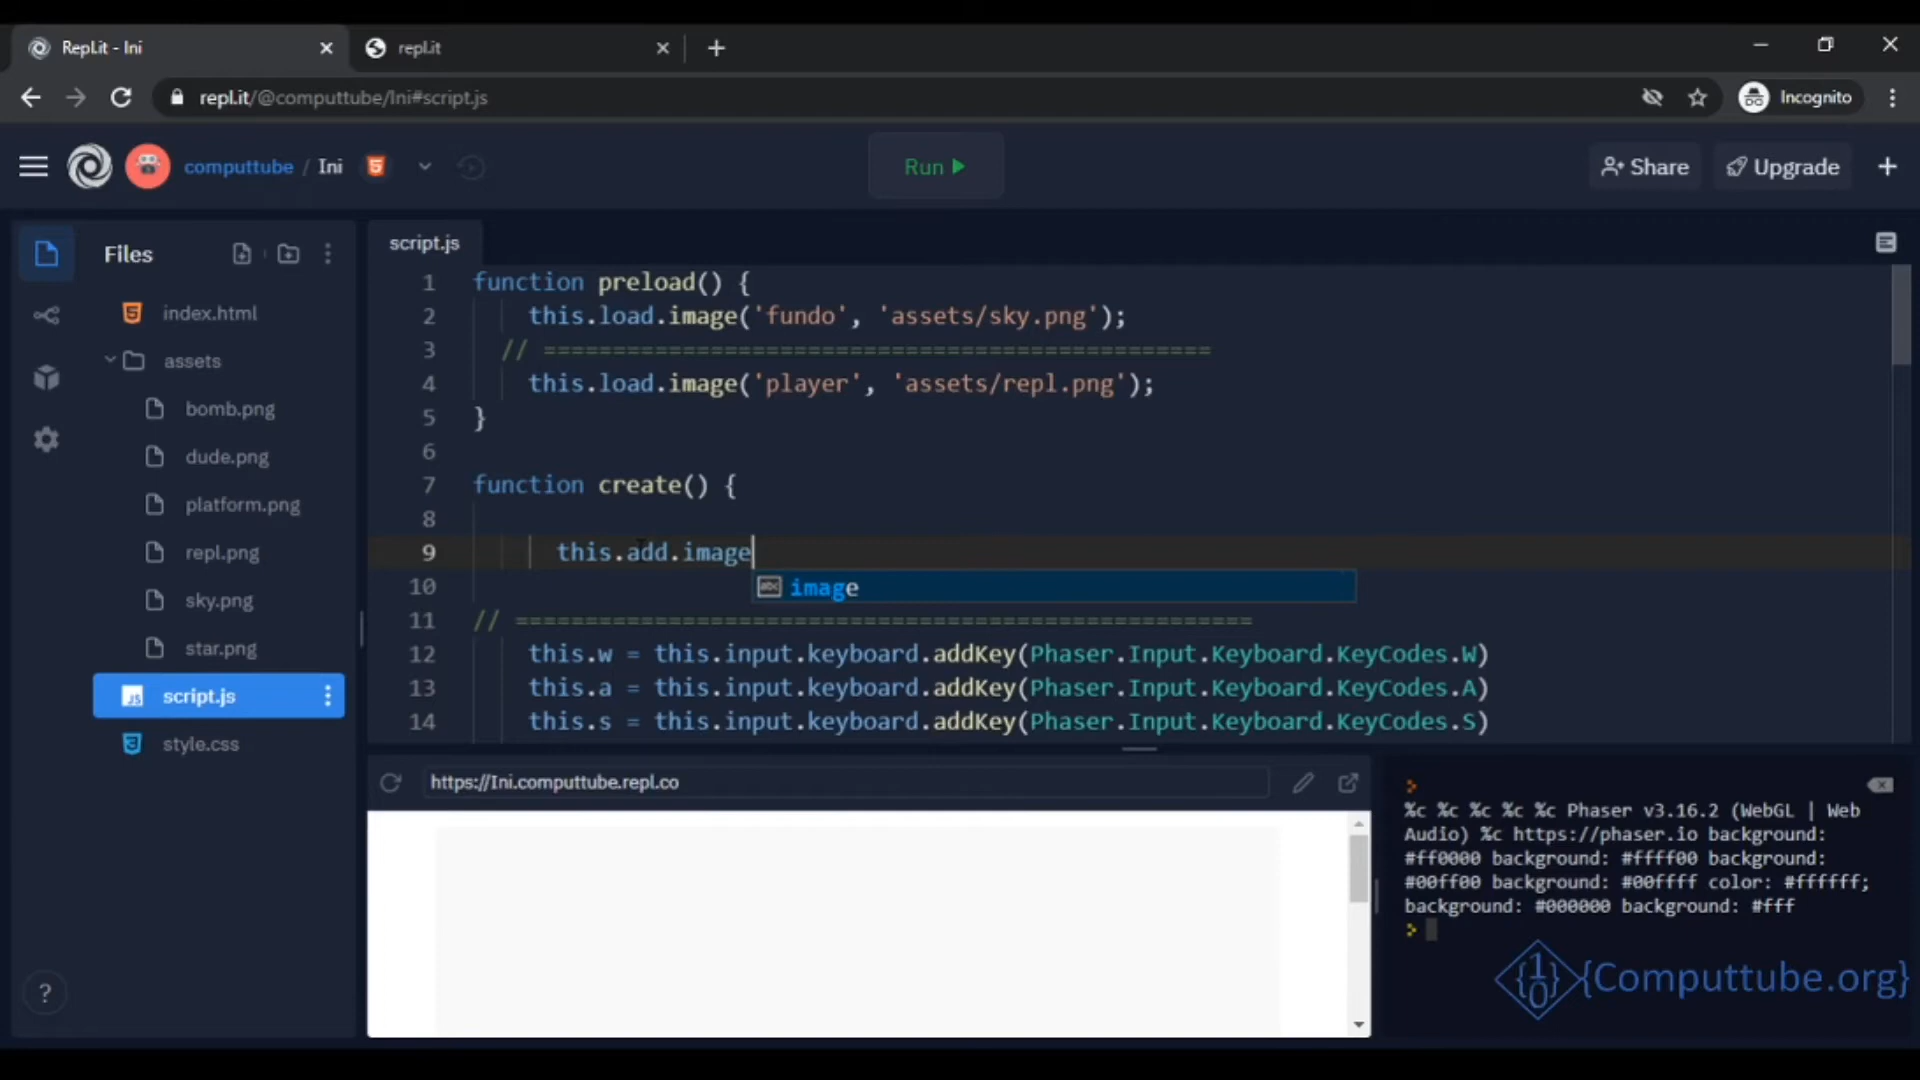 Repl.it - Ini
repl.it
repl.it/@computtube/Ini#script.js
Incognito
computtube / Ini
Run
Share
Upgrade
Files
index.html
assets
bomb.png
dude.png
platform.png
repl.png
sky.png
star.png
script.js
style.css
script.js
1 function preload() {
2 this.load.image('fundo', 'assets/sky.png');
3 // ================================================
4 this.load.image('player', 'assets/repl.png');
5 }
6
7 function create() {
8
9 this.add.image
10
abc image
11 // =====================================================
12 this.w = this.input.keyboard.addKey(Phaser.Input.Keyboard.KeyCodes.W)
13 this.a = this.input.keyboard.addKey(Phaser.Input.Keyboard.KeyCodes.A)
14 this.s = this.input.keyboard.addKey(Phaser.Input.Keyboard.KeyCodes.S)
https://Ini.computtube.repl.co
>
%c %c %c %c %c Phaser v3.16.2 (WebGL | Web
Audio) %c https://phaser.io background:
#ff0000 background: #ffff00 background:
#00ff00 background: #00ffff color: #ffffff;
background: #000000 background: #fff
>
?
{1
0} {Computtube.org}